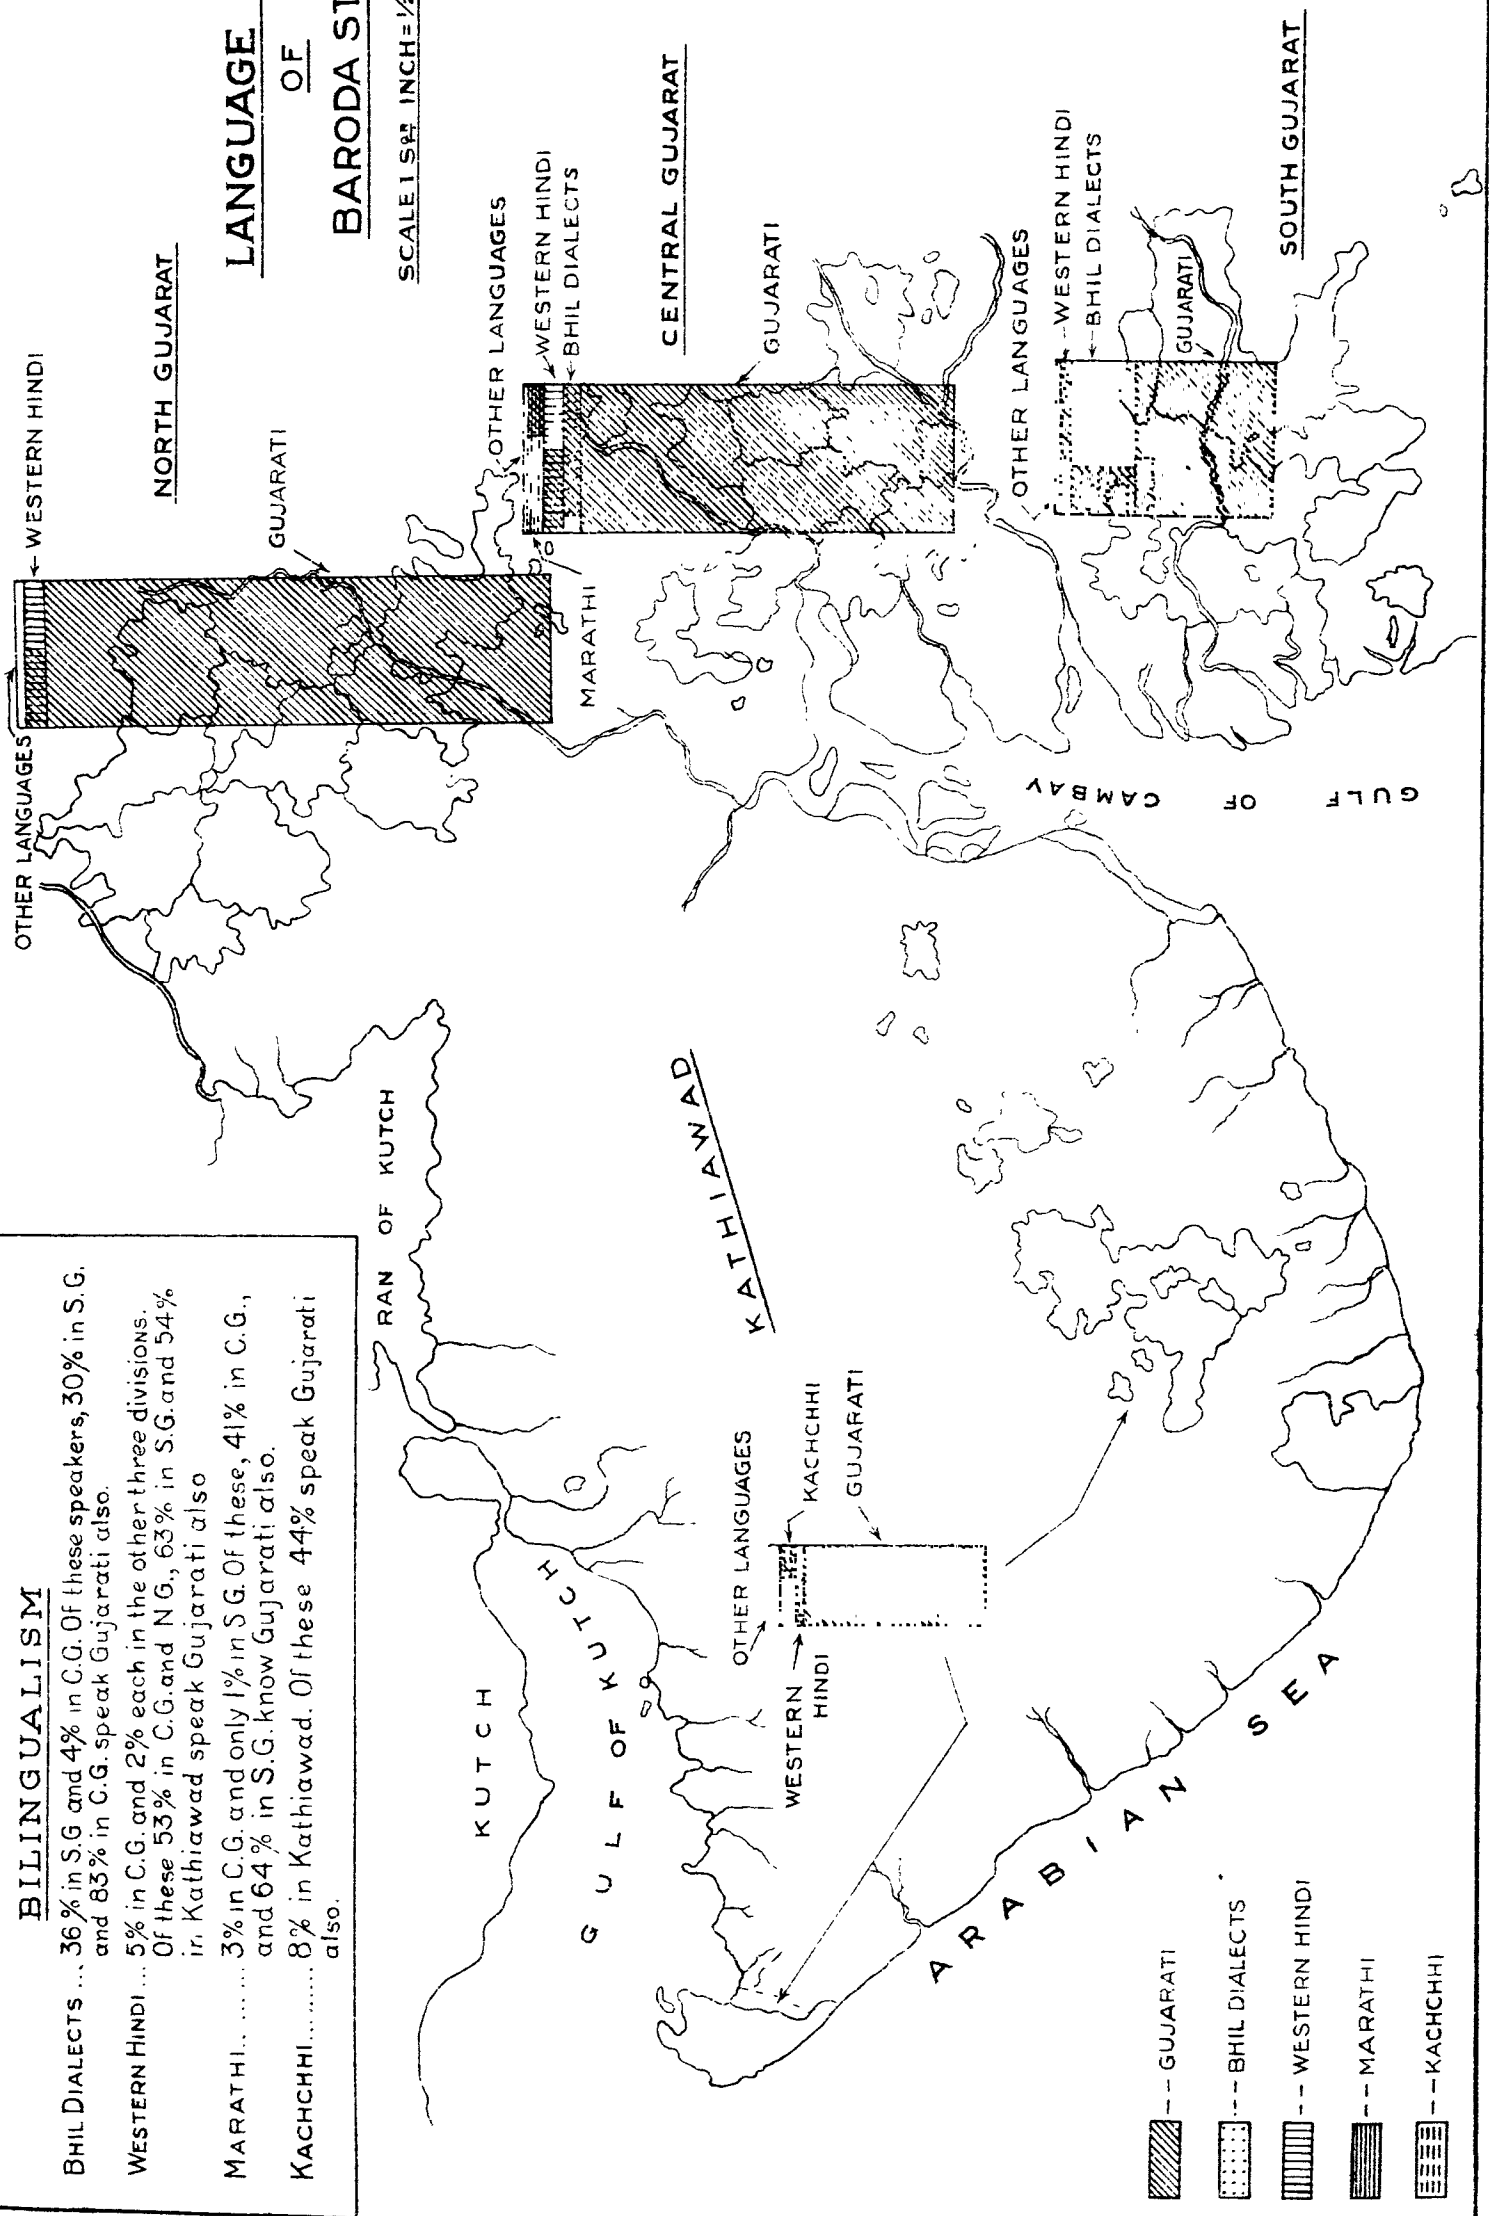 BILINGUALISM
BHIL DIALECTS ... 36% in S.G and 4% in C.G. Of these speakers, 30% in S.G.
and 83% in C.G. speak Gujarati also.
WESTERN HINDI ... 5% in C.G. and 2% each in the other three divisions.
Of these 53% in C.G. and N.G., 63% in S.G. and 54%
in Kathiawad speak Gujarati also
MARATHI ........ 3% in C.G. and only 1% in S.G. Of these, 41% in C.G.,
and 64% in S.G. know Gujarati also.
KACHCHHI ........ 8% in Kathiawad. Of these 44% speak Gujarati
also.
LANGUAGE
OF
BARODA
SCALE 1 SQR INCH = ½
OTHER LANGUAGES
WESTERN HINDI
NORTH GUJARAT
GUJARATI
OTHER LANGUAGES
WESTERN HINDI
BHIL DIALECTS
MARATHI
CENTRAL GUJARAT
GUJARATI
OTHER LANGUAGES
WESTERN HINDI
BHIL DIALECTS
GUJARATI
SOUTH GUJARAT
RAN OF KUTCH
KUTCH
GULF OF KUTCH
KATHIAWAD
OTHER LANGUAGES
KACHCHHI
GUJARATI
WESTERN
HINDI
GULF OF CAMBAY
ARABIAN SEA
-- GUJARATI
-- BHIL DIALECTS
-- WESTERN HINDI
-- MARATHI
-- KACHCHHI